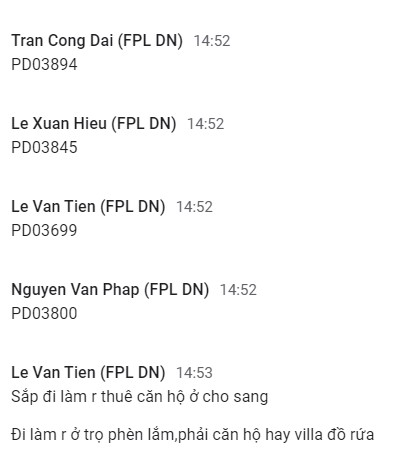 Tran Cong Dai (FPL DN) 14:52
PD03894
Le Xuan Hieu (FPL DN) 14:52
PD03845
Le Van Tien (FPL DN) 14:52
PD03699
Nguyen Van Phap (FPL DN) 14:52
PD03800
Le Van Tien (FPL DN) 14:53
Sắp đi làm r thuê căn hộ ở cho sang
Đi làm r ở trọ phèn lắm,phải căn hộ hay villa đồ rứa